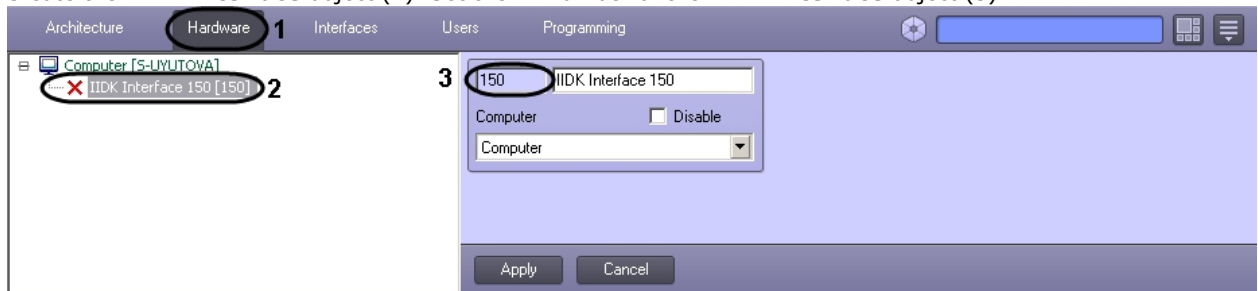 Architecture Hardware 1 Interfaces Users Programming
Computer [S-UYUTOVA]
IIDK Interface 150 [150] 2
3 150 IIDK Interface 150
Computer Disable
Computer
Apply Cancel